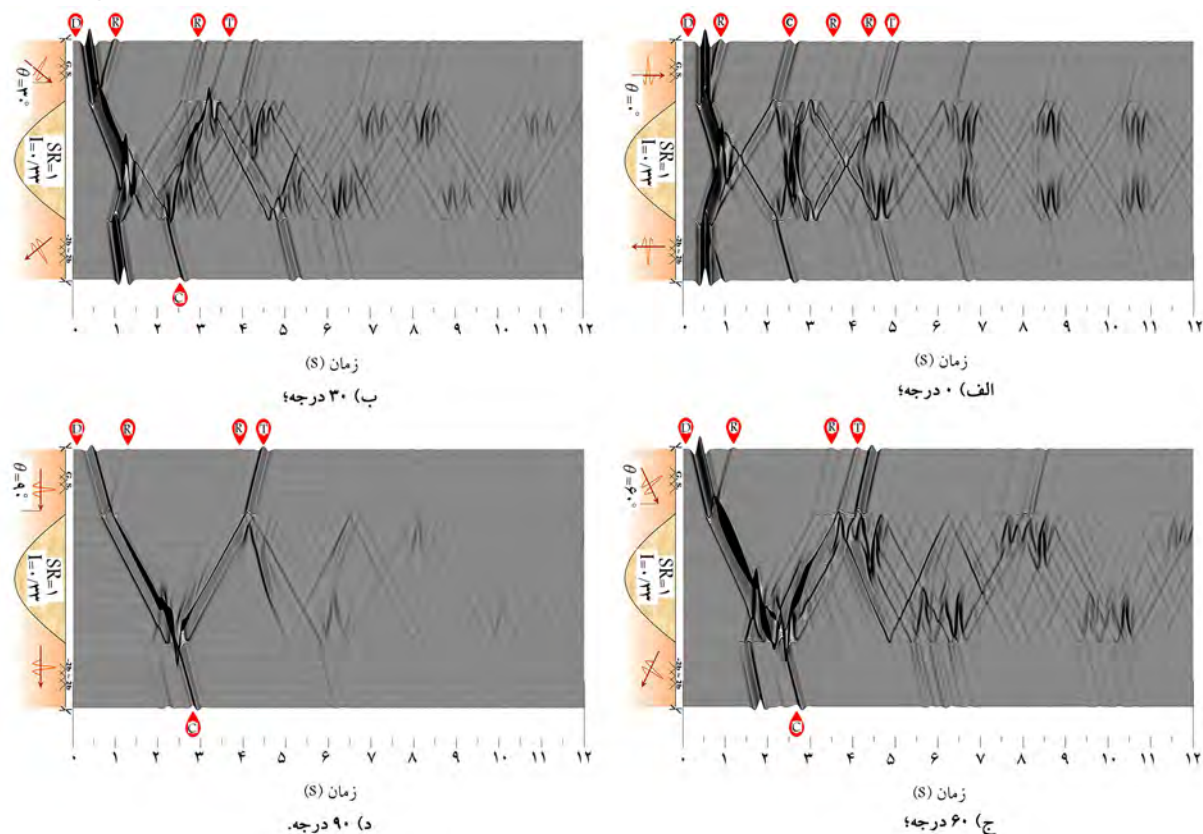 D R R T
θ=۳۰°
G.S.
SR=۱
I=۰/۳۳
C
۰ ۱ ۲ ۳ ۴ ۵ ۶ ۷ ۸ ۹ ۱۰ ۱۱ ۱۲
زمان (S)
ب) ۳۰ درجه؛
D R C R R T
θ=۰°
G.S.
SR=۱
I=۰/۳۳
۰ ۱ ۲ ۳ ۴ ۵ ۶ ۷ ۸ ۹ ۱۰ ۱۱ ۱۲
زمان (S)
الف) ۰ درجه؛
D R R T
θ=۹۰°
G.S.
SR=۱
I=۰/۳۳
C
۰ ۱ ۲ ۳ ۴ ۵ ۶ ۷ ۸ ۹ ۱۰ ۱۱ ۱۲
زمان (S)
د) ۹۰ درجه.
D R R T
θ=۶۰°
G.S.
SR=۱
I=۰/۳۳
C
۰ ۱ ۲ ۳ ۴ ۵ ۶ ۷ ۸ ۹ ۱۰ ۱۱ ۱۲
زمان (S)
ج) ۶۰ درجه؛